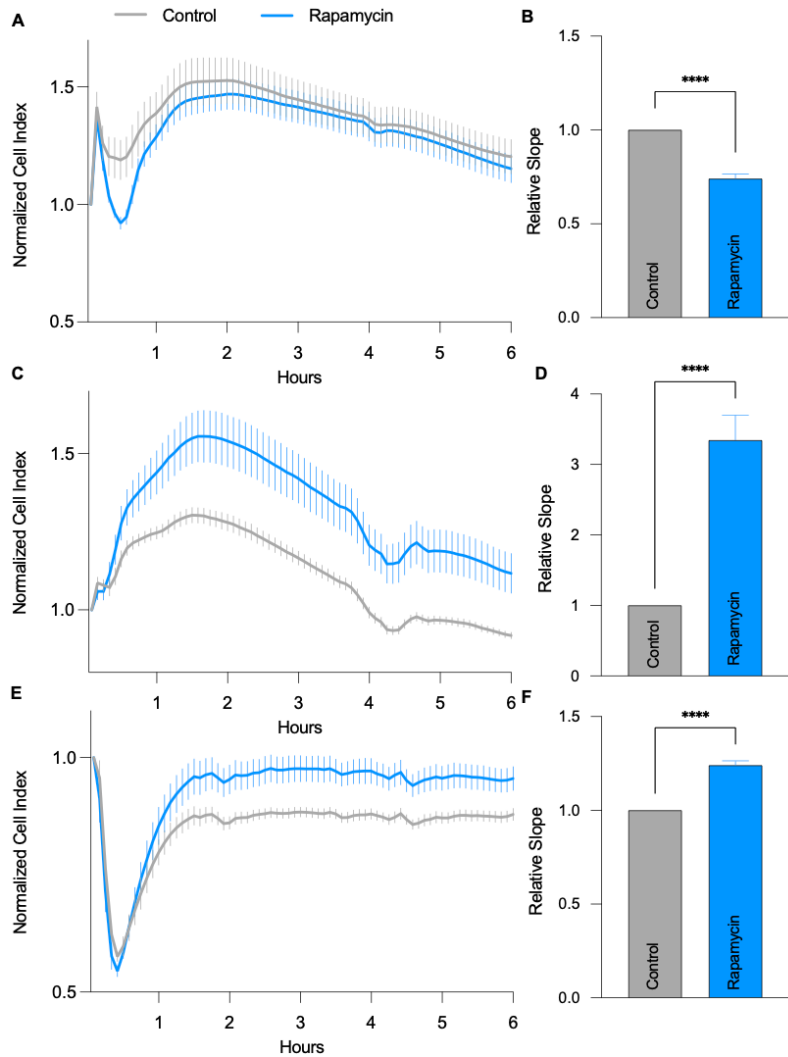 A
Control
Rapamycin
B
Normalized Cell Index
1.5
1.0
0.5
1
2
3
4
5
6
Hours
Relative Slope
1.5
1.0
0.5
0.0
****
Control
Rapamycin
C
Normalized Cell Index
1.5
1.0
1
2
3
4
5
6
Hours
D
Relative Slope
4
3
2
1
0
****
Control
Rapamycin
E
Normalized Cell Index
1.0
0.5
1
2
3
4
5
6
Hours
F
Relative Slope
1.5
1.0
0.5
0.0
****
Control
Rapamycin